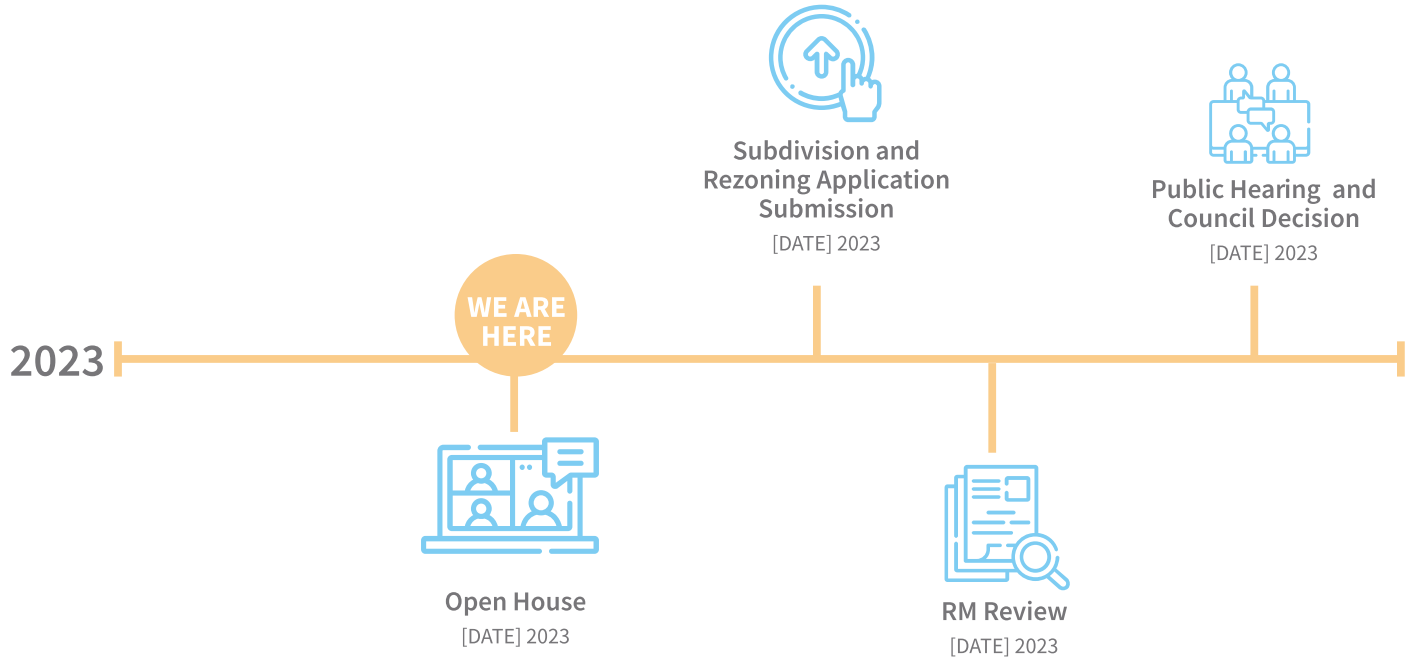 Subdivision and
Rezoning Application
Submission
[DATE] 2023
Public Hearing and
Council Decision
[DATE] 2023
WE ARE
HERE
2023
Open House
[DATE] 2023
RM Review
[DATE] 2023